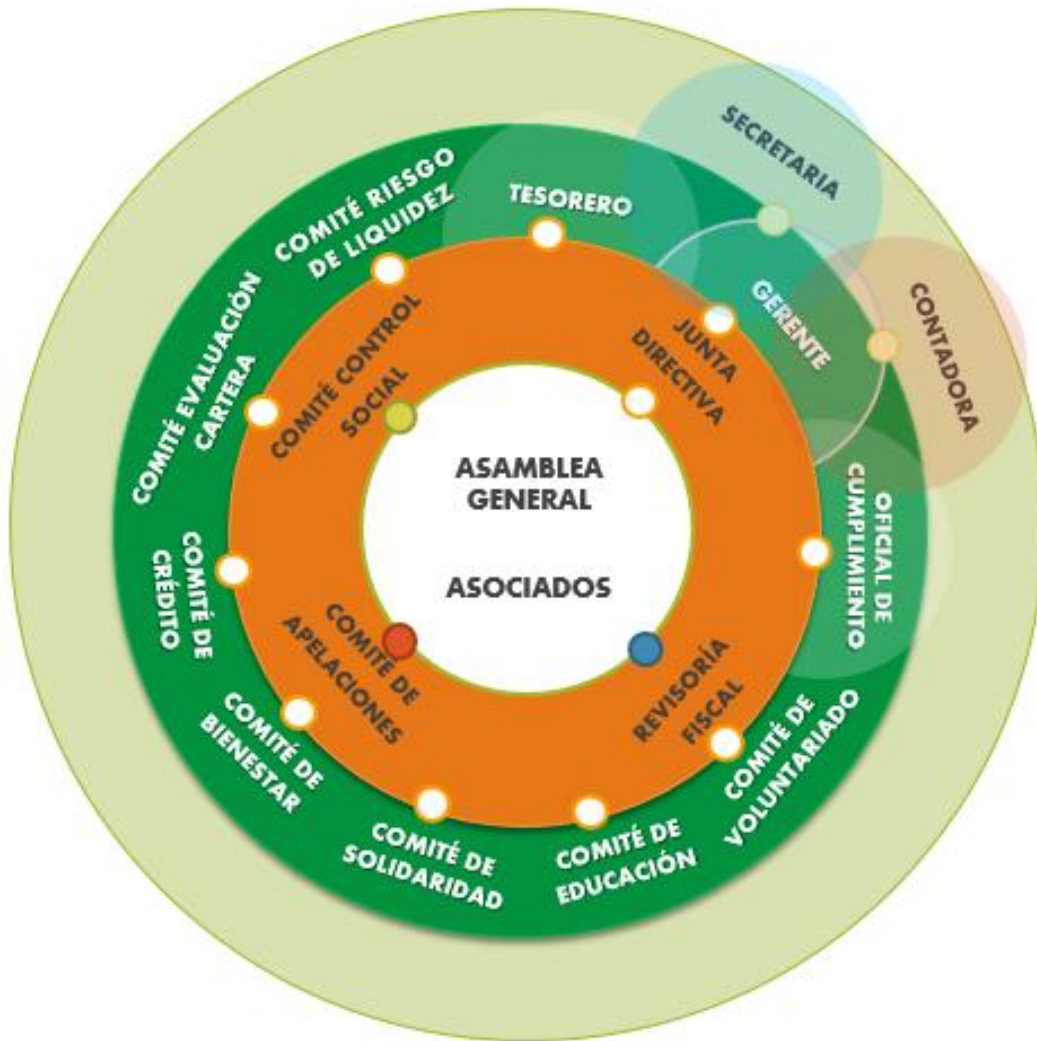 ASAMBLEA
GENERAL
ASOCIADOS
JUNTA
DIRECTIVA
REVISORÍA
FISCAL
COMITÉ DE
APELACIONES
COMITÉ CONTROL
SOCIAL
TESORERO
GERENTE
OFICIAL DE
CUMPLIMIENTO
COMITÉ DE
VOLUNTARIADO
COMITÉ DE
EDUCACIÓN
COMITÉ DE
SOLIDARIDAD
COMITÉ DE
BIENESTAR
COMITÉ DE
CRÉDITO
COMITÉ EVALUACIÓN
CARTERA
COMITÉ RIESGO
DE LIQUIDEZ
SECRETARIA
CONTADORA